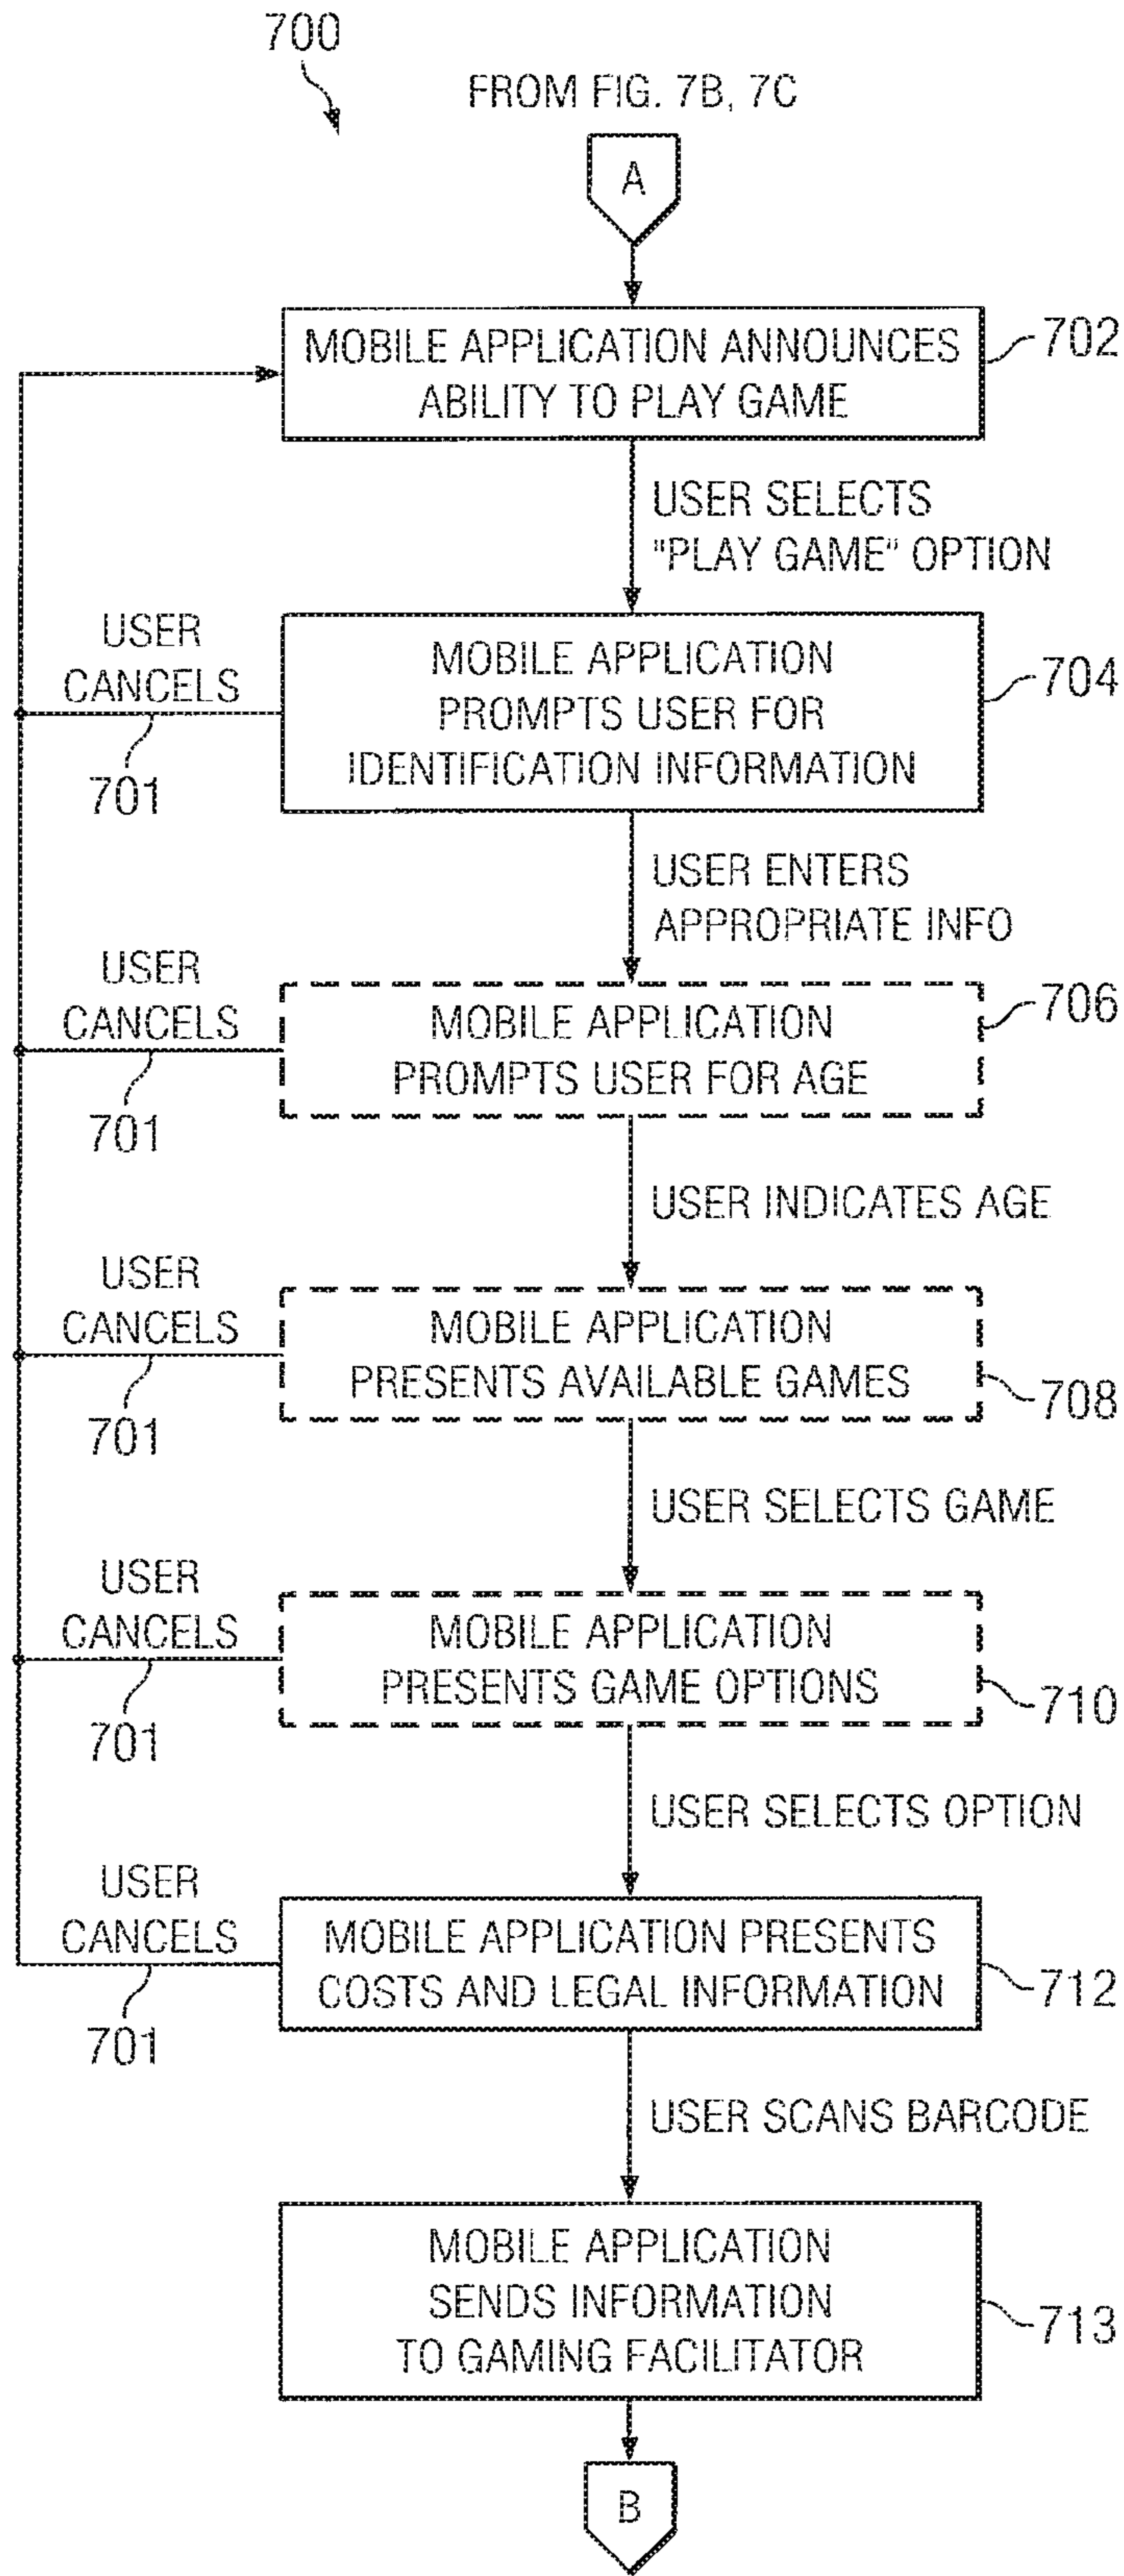 700
FROM FIG. 7B, 7C
A
MOBILE APPLICATION ANNOUNCES
ABILITY TO PLAY GAME
702
USER SELECTS
"PLAY GAME" OPTION
USER
CANCELS
701
MOBILE APPLICATION
PROMPTS USER FOR
IDENTIFICATION INFORMATION
704
USER ENTERS
APPROPRIATE INFO
USER
CANCELS
701
MOBILE APPLICATION
PROMPTS USER FOR AGE
706
USER INDICATES AGE
USER
CANCELS
701
MOBILE APPLICATION
PRESENTS AVAILABLE GAMES
708
USER SELECTS GAME
USER
CANCELS
701
MOBILE APPLICATION
PRESENTS GAME OPTIONS
710
USER SELECTS OPTION
USER
CANCELS
701
MOBILE APPLICATION PRESENTS
COSTS AND LEGAL INFORMATION
712
USER SCANS BARCODE
MOBILE APPLICATION
SENDS INFORMATION
TO GAMING FACILITATOR
713
B